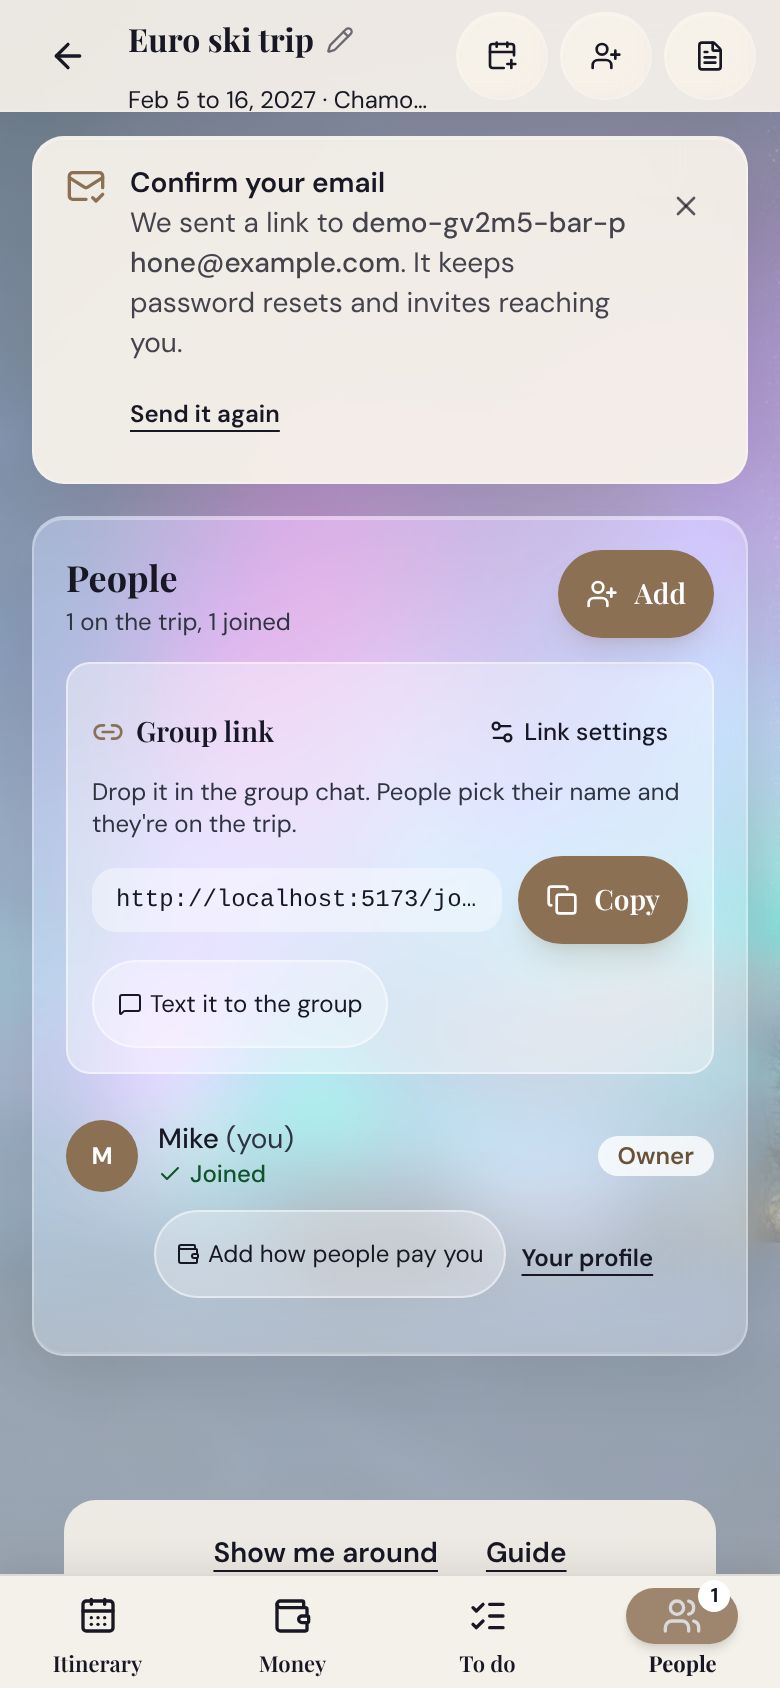 Euro ski trip
Feb 5 to 16, 2027 · Chamo...
Confirm your email
We sent a link to demo-gv2m5-bar-p
hone@example.com. It keeps
password resets and invites reaching
you.
Send it again
People
1 on the trip, 1 joined
Add
Group link
Link settings
Drop it in the group chat. People pick their name and
they're on the trip.
http://localhost:5173/jo...
Copy
Text it to the group
M
Mike (you)
Joined
Owner
Add how people pay you
Your profile
Show me around
Guide
1
Itinerary
Money
To do
People